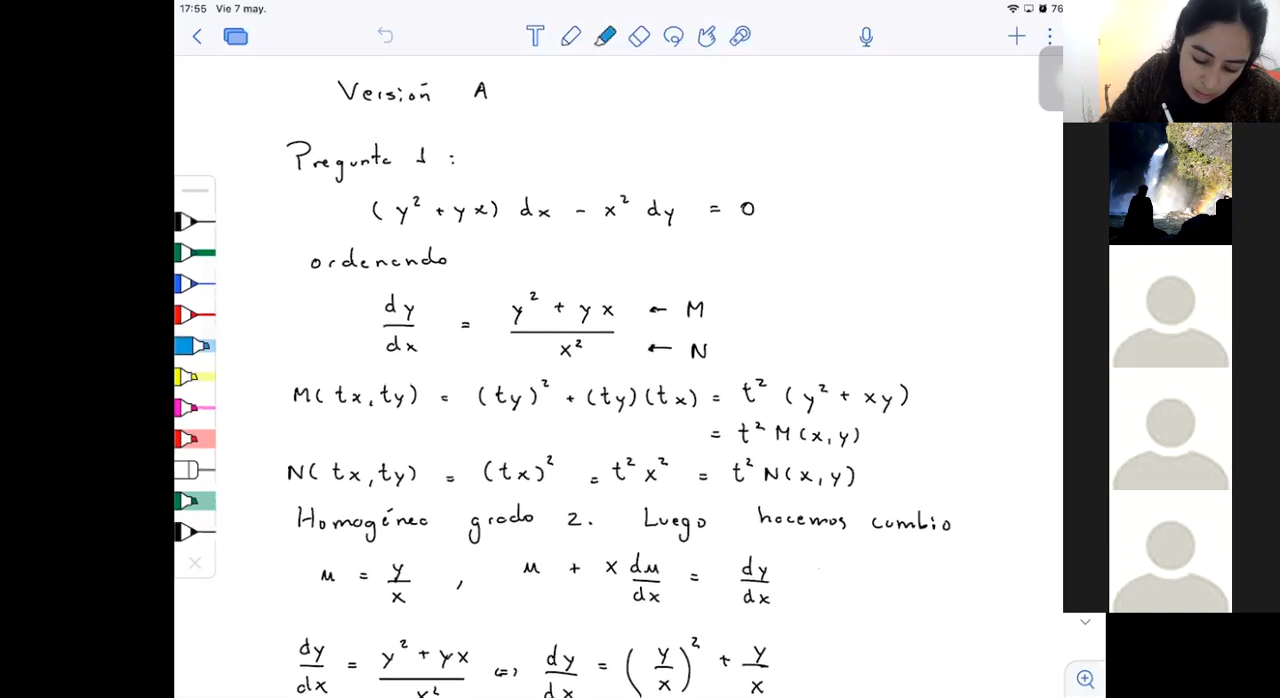 17:55 Vie 7 may.
76
Versión A
Pregunta 1 :
(y² + yx) dx - x² dy = 0
ordenando
dy/dx = (y² + yx)/x² ← M ← N
M(tx,ty) = (ty)² + (ty)(tx) = t² (y² + xy)
= t² M(x,y)
N(tx,ty) = (tx)² = t² x² = t² N(x,y)
Homogénea grado 2. Luego hacemos cambio
u = y/x , u + x du/dx = dy/dx
dy/dx = (y² + yx)/x² <=> dy/dx = (y/x)² + y/x